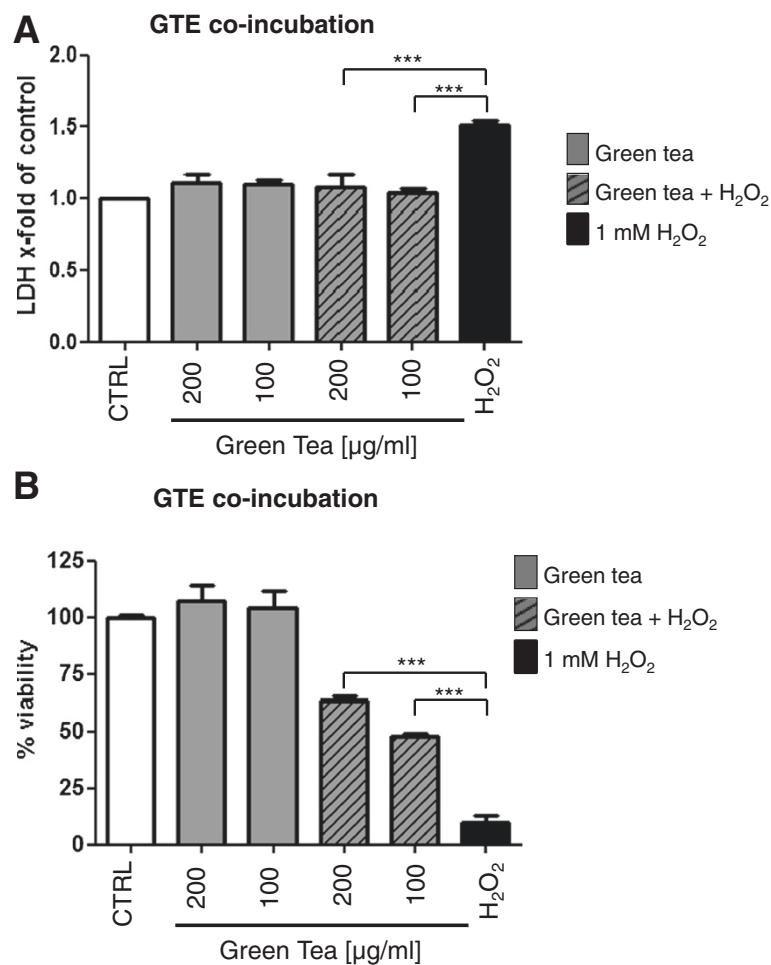 A
GTE co-incubation
LDH x-fold of control
2.0
1.5
1.0
0.5
0.0
***
***
Green tea
Green tea + H₂O₂
1 mM H₂O₂
CTRL
200
100
200
100
H₂O₂
Green Tea [µg/ml]
B
GTE co-incubation
% viability
125
100
75
50
25
0
***
***
Green tea
Green tea + H₂O₂
1 mM H₂O₂
CTRL
200
100
200
100
H₂O₂
Green Tea [µg/ml]